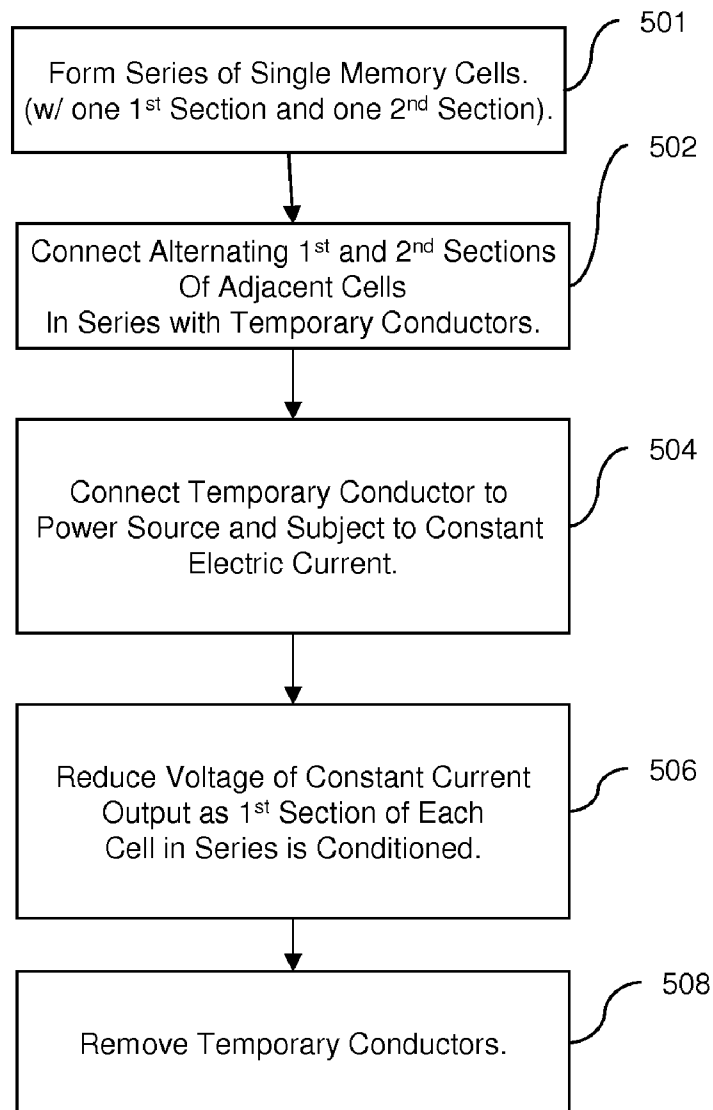 501
Form Series of Single Memory Cells.
(w/ one 1st Section and one 2nd Section).
502
Connect Alternating 1st and 2nd Sections
Of Adjacent Cells
In Series with Temporary Conductors.
504
Connect Temporary Conductor to
Power Source and Subject to Constant
Electric Current.
506
Reduce Voltage of Constant Current
Output as 1st Section of Each
Cell in Series is Conditioned.
508
Remove Temporary Conductors.